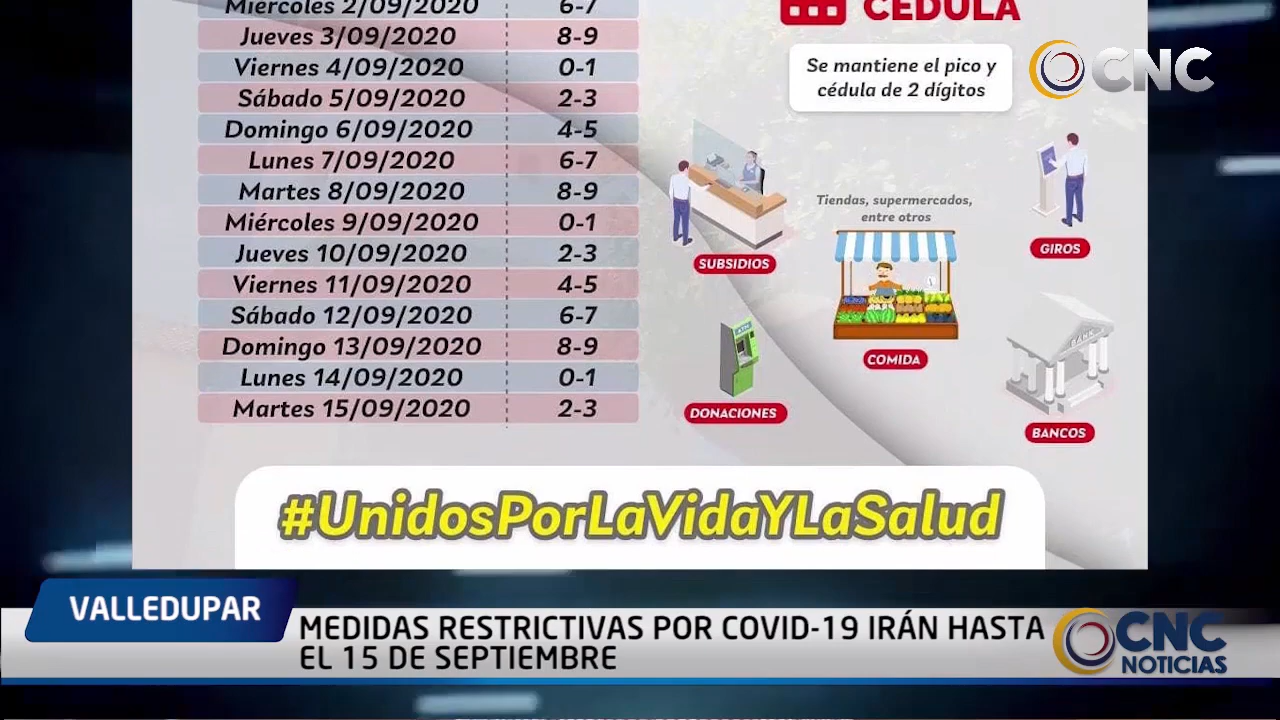 Miércoles 2/09/2020 6-7
Jueves 3/09/2020 8-9
Viernes 4/09/2020 0-1
Sábado 5/09/2020 2-3
Domingo 6/09/2020 4-5
Lunes 7/09/2020 6-7
Martes 8/09/2020 8-9
Miércoles 9/09/2020 0-1
Jueves 10/09/2020 2-3
Viernes 11/09/2020 4-5
Sábado 12/09/2020 6-7
Domingo 13/09/2020 8-9
Lunes 14/09/2020 0-1
Martes 15/09/2020 2-3
CÉDULA
Se mantiene el pico y
cédula de 2 dígitos
CNC
SUBSIDIOS
Tiendas, supermercados,
entre otros
COMIDA
GIROS
ATM
DONACIONES
BANK
BANCOS
#UnidosPorLaVidaYLaSalud
VALLEDUPAR
MEDIDAS RESTRICTIVAS POR COVID-19 IRÁN HASTA
EL 15 DE SEPTIEMBRE
CNC
NOTICIAS